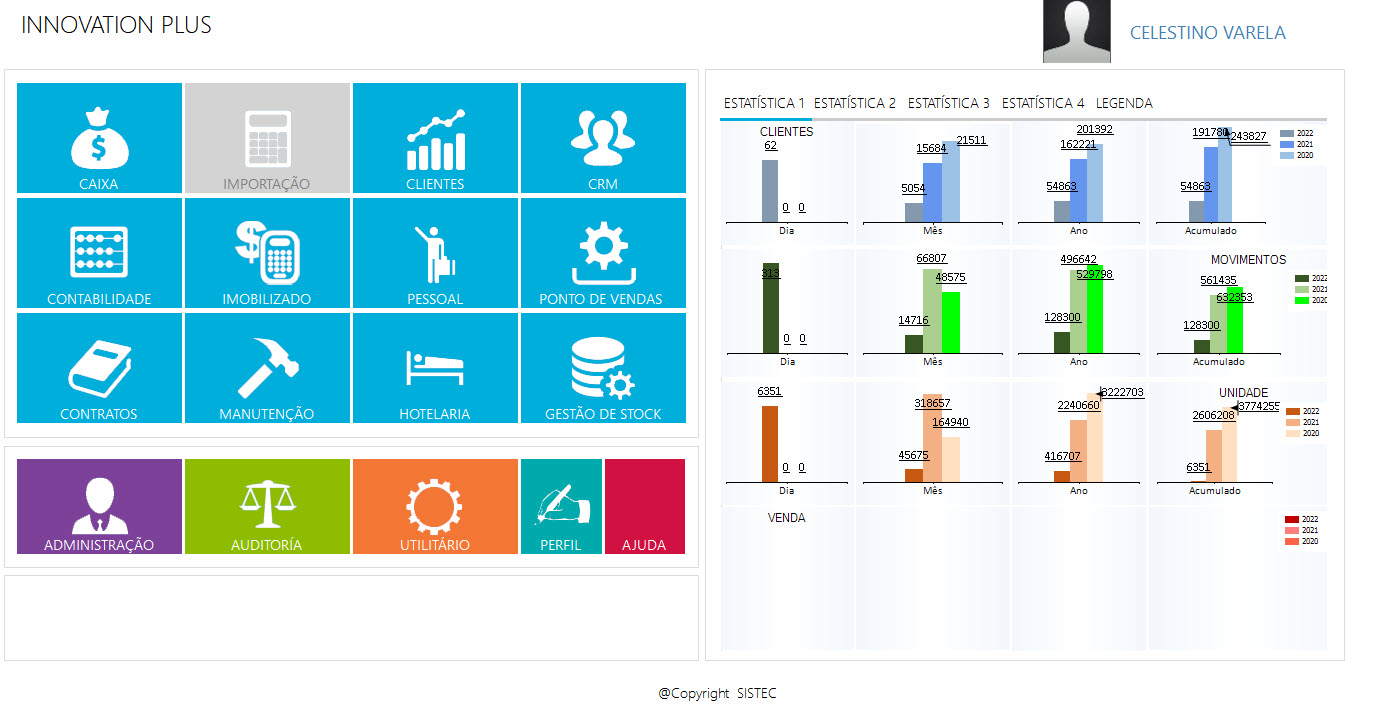 INNOVATION PLUS
CELESTINO VARELA
CAIXA
IMPORTAÇÃO
CLIENTES
CRM
CONTABILIDADE
IMOBILIZADO
PESSOAL
PONTO DE VENDAS
CONTRATOS
MANUTENÇÃO
HOTELARIA
GESTÃO DE STOCK
ADMINISTRAÇÃO
AUDITORÍA
UTILITÁRIO
PERFIL
AJUDA
ESTATÍSTICA 1 ESTATÍSTICA 2 ESTATÍSTICA 3 ESTATÍSTICA 4 LEGENDA
CLIENTES
62
0 0
Dia
5054
15684
21511
Mês
54863
162221
201392
Ano
54863
191780
243827
Acumulado
2022
2021
2020
MOVIMENTOS
313
0 0
Dia
14716
66807
48575
Mês
128300
496642
529798
Ano
128300
561435
632353
Acumulado
2022
2021
2020
UNIDADE
6351
0 0
Dia
45675
318657
164940
Mês
416707
2240660
3222703
Ano
6351
2606208
3774255
Acumulado
2022
2021
2020
VENDA
2022
2021
2020
@Copyright SISTEC